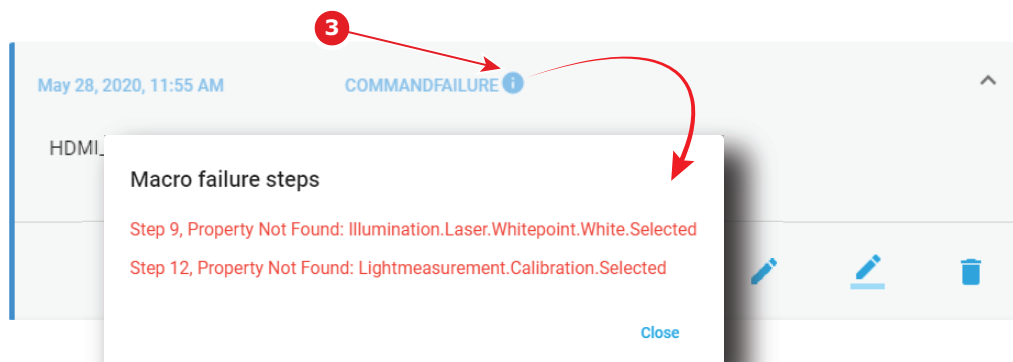 3
May 28, 2020, 11:55 AM COMMANDFAILURE i
HDMI_
Macro failure steps
Step 9, Property Not Found: Illumination.Laser.Whitepoint.White.Selected
Step 12, Property Not Found: Lightmeasurement.Calibration.Selected
Close